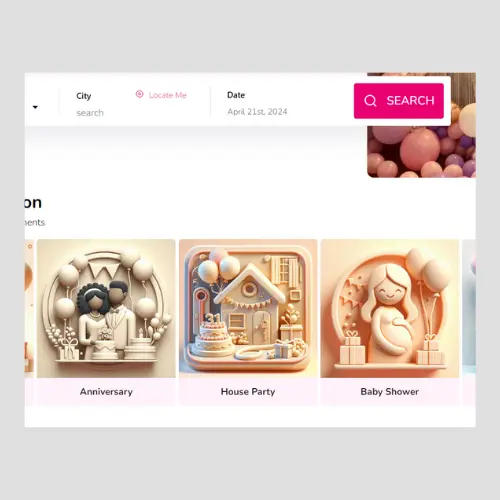 City
Locate Me
search
Date
April 21st, 2024
SEARCH
on
ments
Anniversary
House Party
Baby Shower